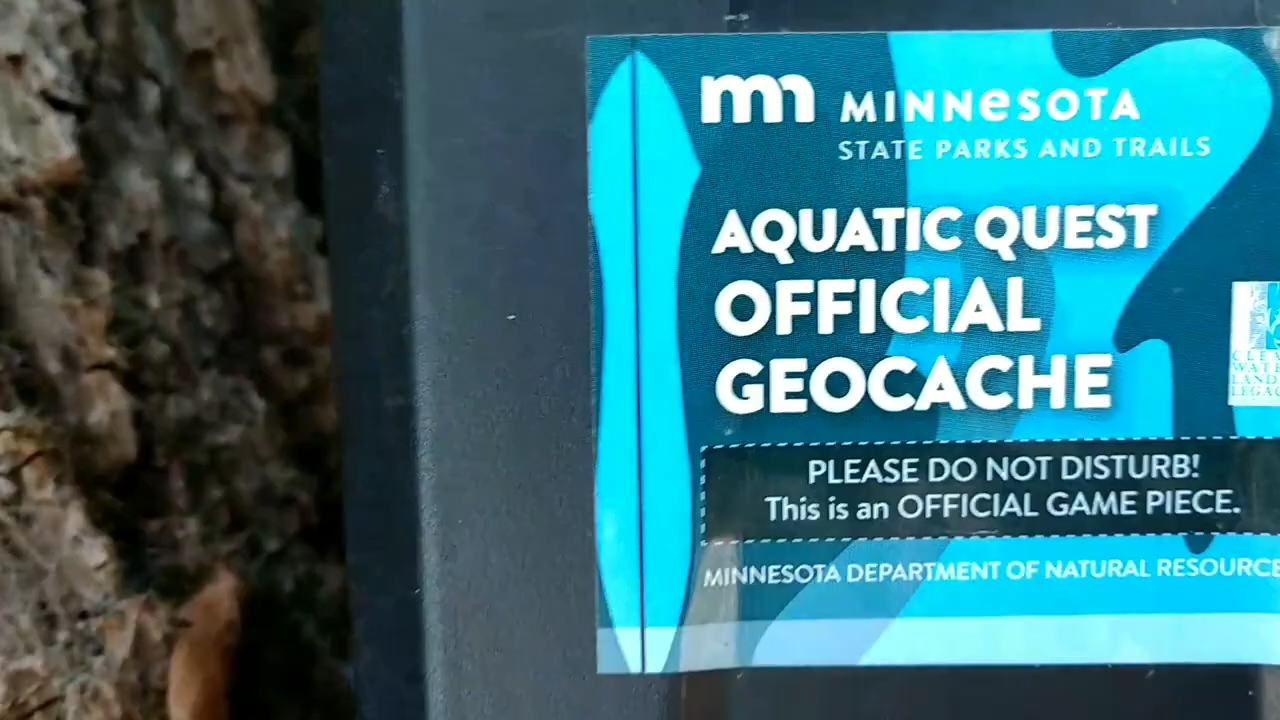 mn MINNesOTA
STATE PARKS AND TRAILS
AQUATIC QUEST
OFFICIAL
GEOCACHE
PLEASE DO NOT DISTURB!
This is an OFFICIAL GAME PIECE.
MINNESOTA DEPARTMENT OF NATURAL RESOURCE